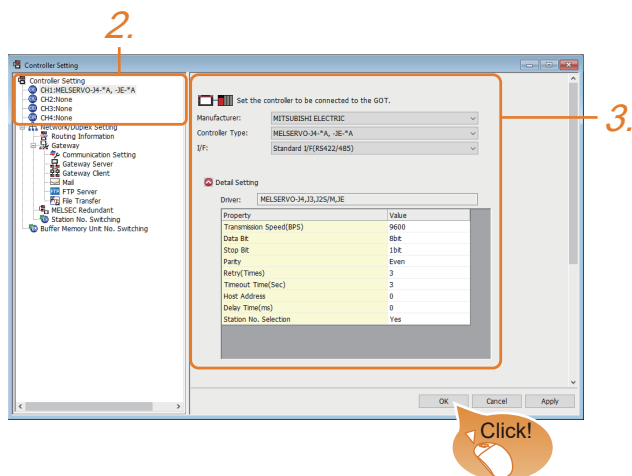 2.
Controller Setting
Controller Setting
CH1:MELSERVO-J4-*A, -JE-*A
CH2:None
CH3:None
CH4:None
Network/Duplex Setting
Routing Information
Gateway
Communication Setting
Gateway Server
Gateway Client
Mail
FTP Server
File Transfer
MELSEC Redundant
Station No. Switching
Buffer Memory Unit No. Switching
Set the controller to be connected to the GOT.
3.
Manufacturer: MITSUBISHI ELECTRIC
Controller Type: MELSERVO-J4-*A, -JE-*A
I/F: Standard I/F(RS422/485)
Detail Setting
Driver: MELSERVO-J4,J3,J2S/M,JE
Property Value
Transmission Speed(BPS) 9600
Data Bit 8bit
Stop Bit 1bit
Parity Even
Retry(Times) 3
Timeout Time(Sec) 3
Host Address 0
Delay Time(ms) 0
Station No. Selection Yes
OK Cancel Apply
Click!